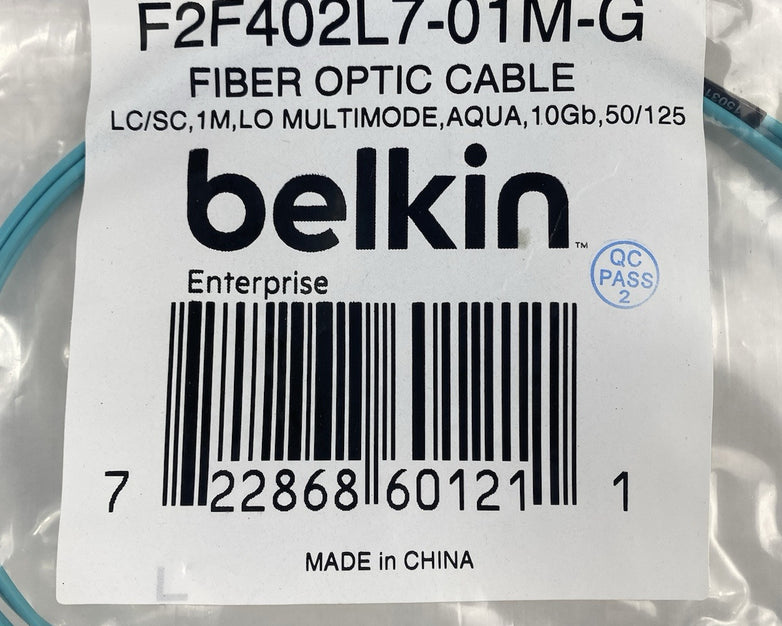 F2F402L7-01M-G
FIBER OPTIC CABLE
LC/SC,1M,LO MULTIMODE,AQUA,10Gb,50/125
belkin™
Enterprise
QC
PASS
2
7 22868 60121 1
MADE in CHINA
L